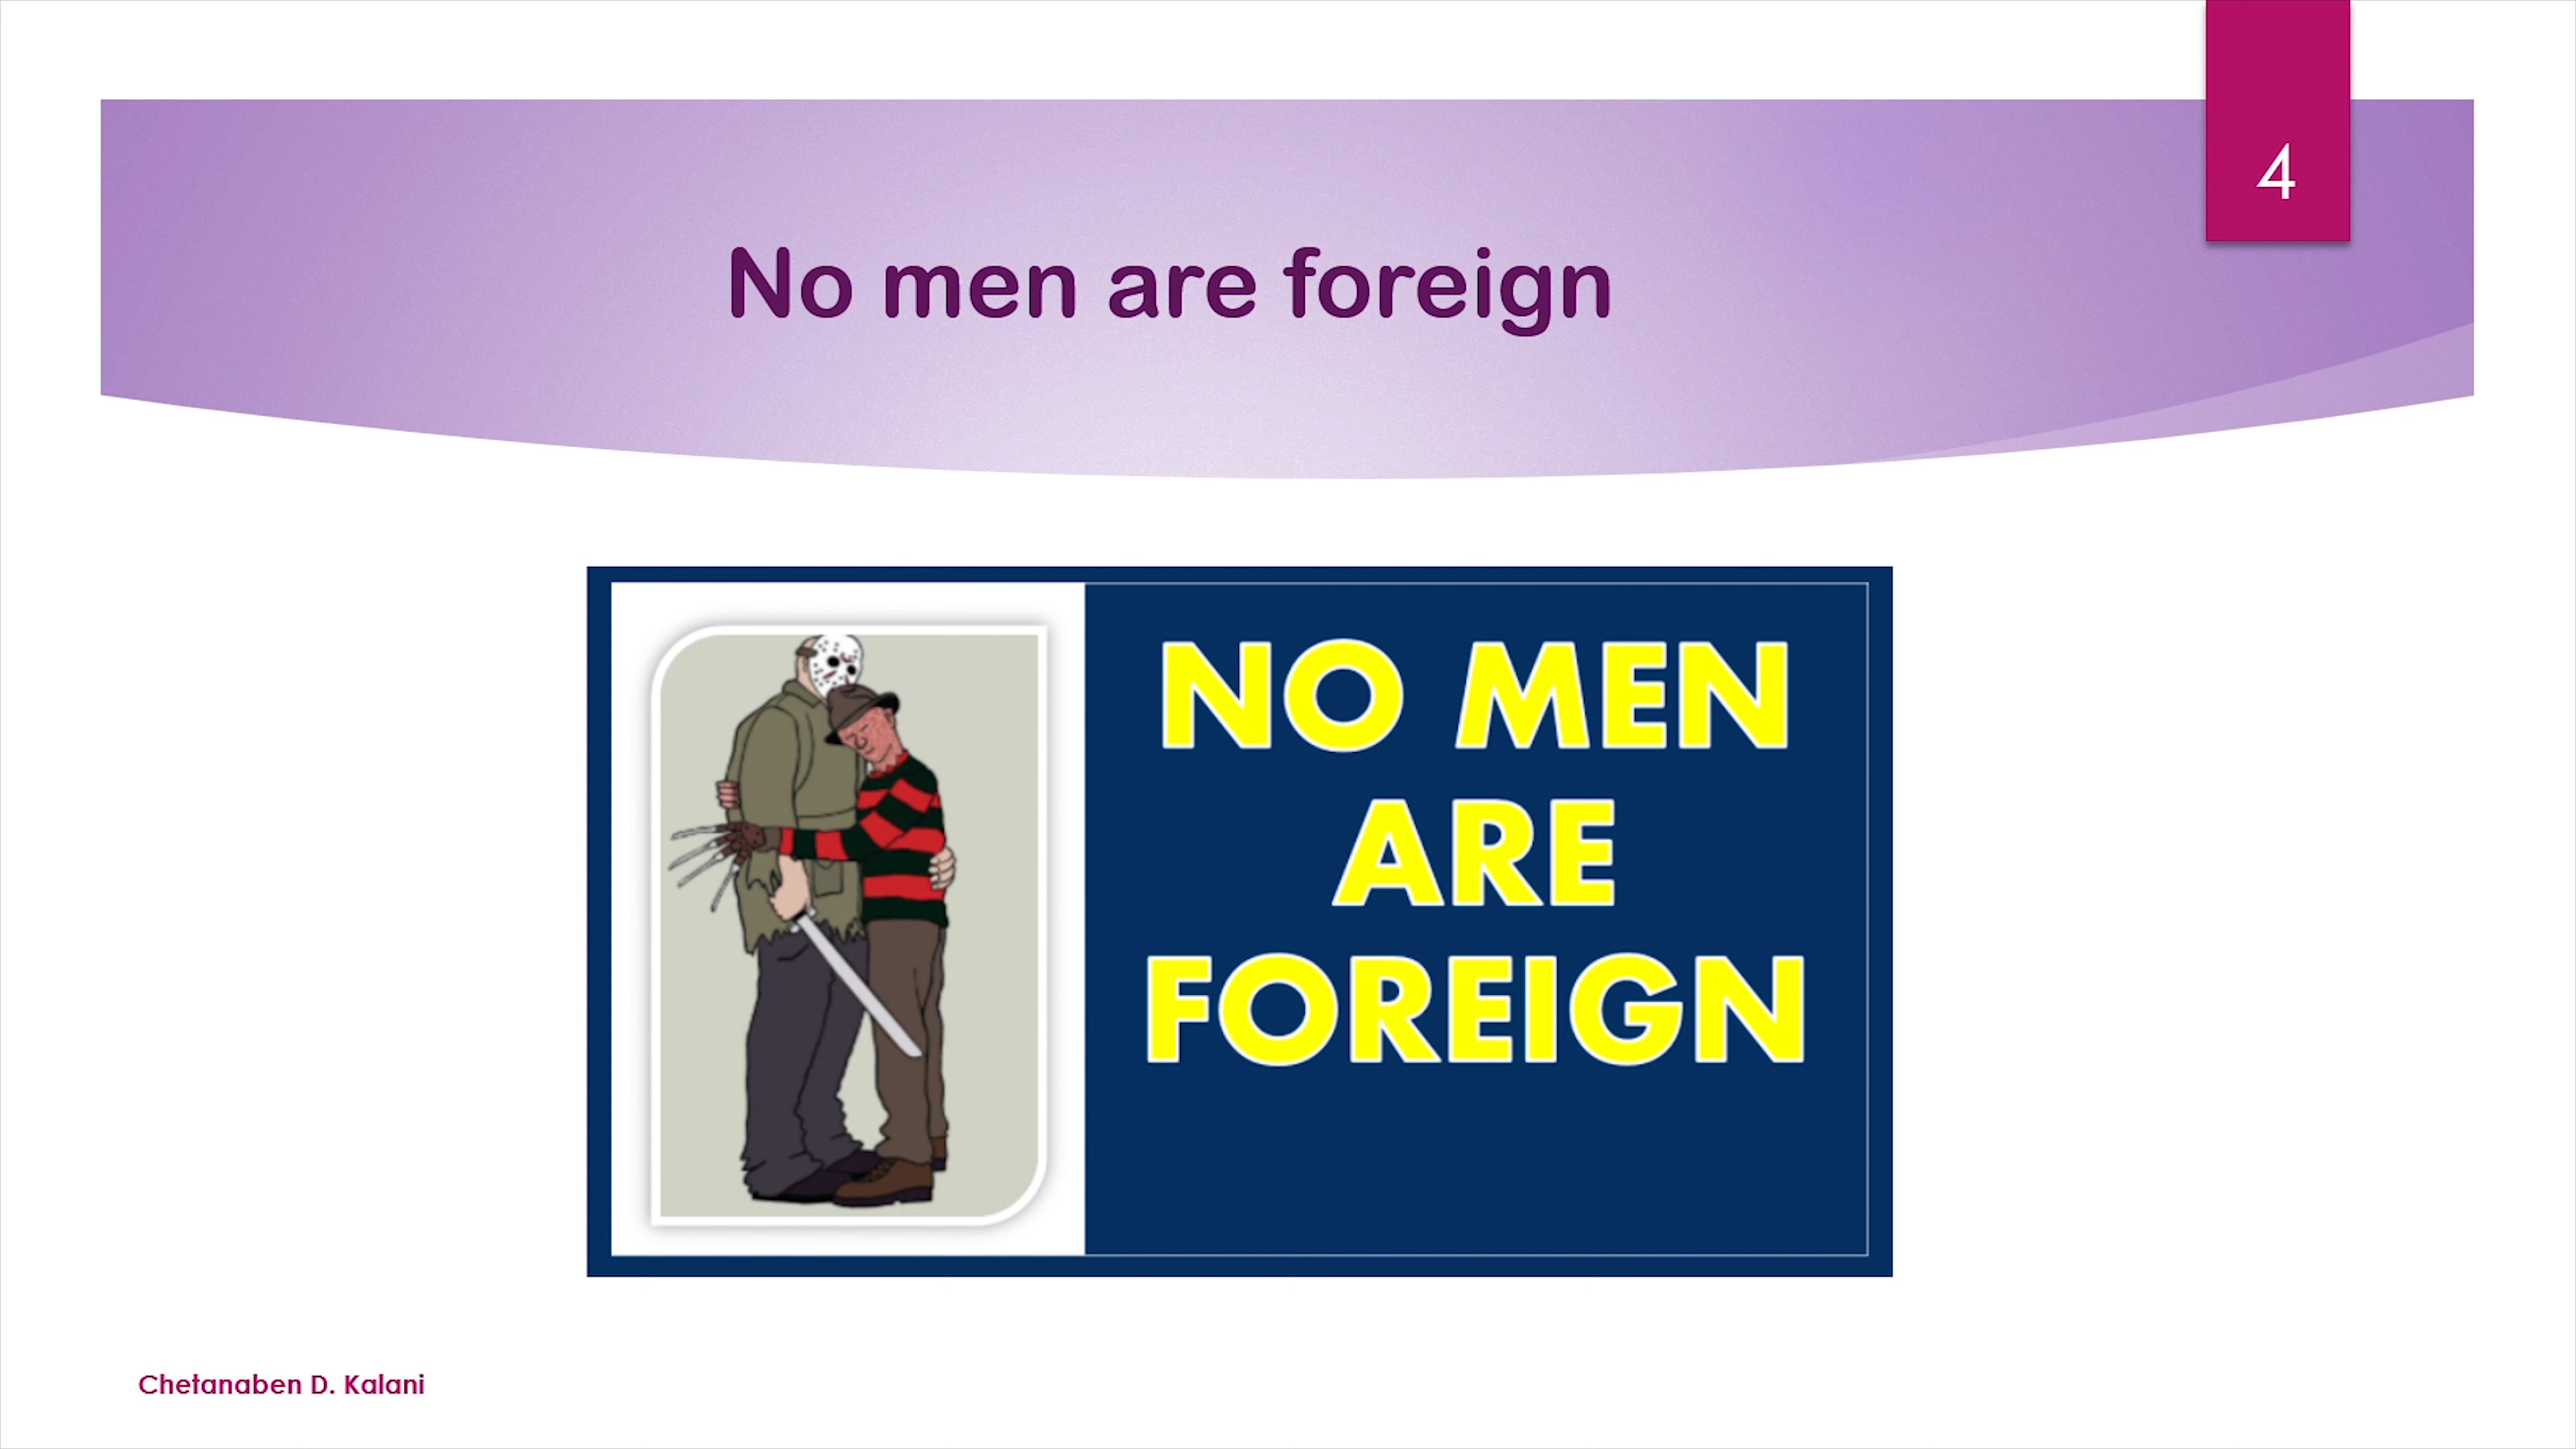 4
No men are foreign
NO MEN
ARE
FOREIGN
Chetanaben D. Kalani